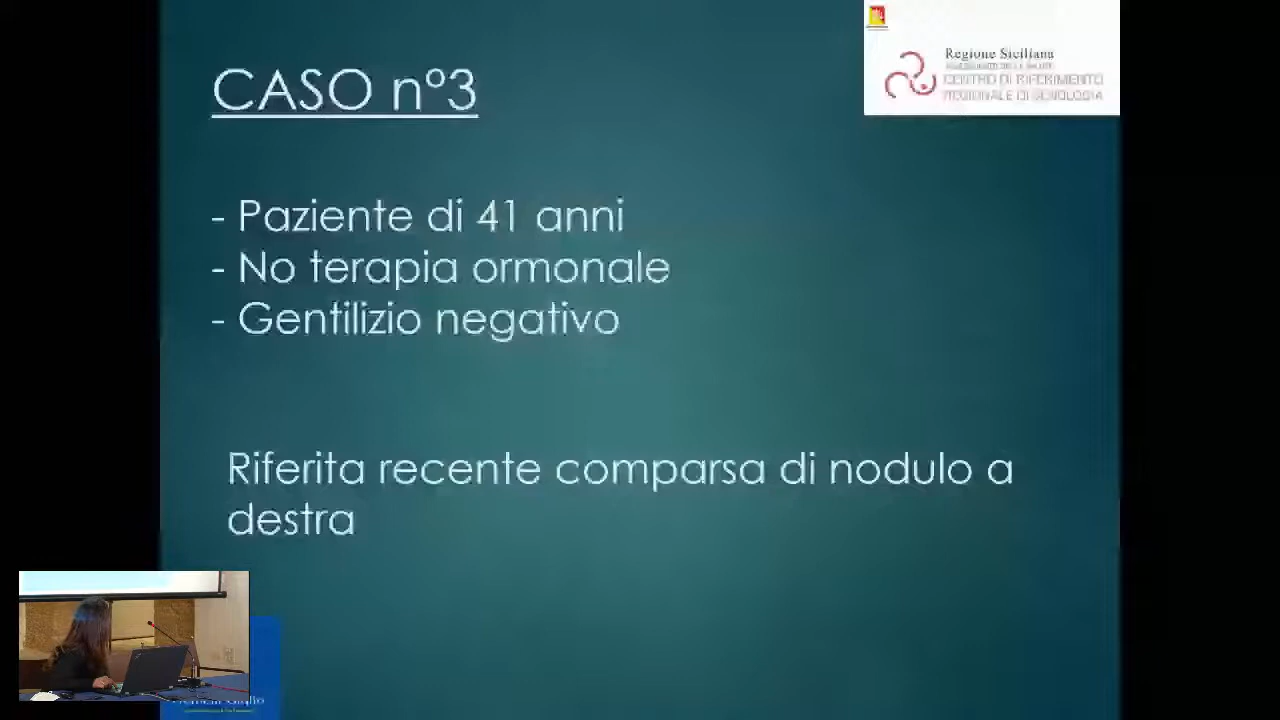 CASO n°3
Regione Siciliana
CENTRO DI RIFERIMENTO
REGIONALE DI SENOLOGIA
- Paziente di 41 anni
- No terapia ormonale
- Gentilizio negativo
Riferita recente comparsa di nodulo a
destra